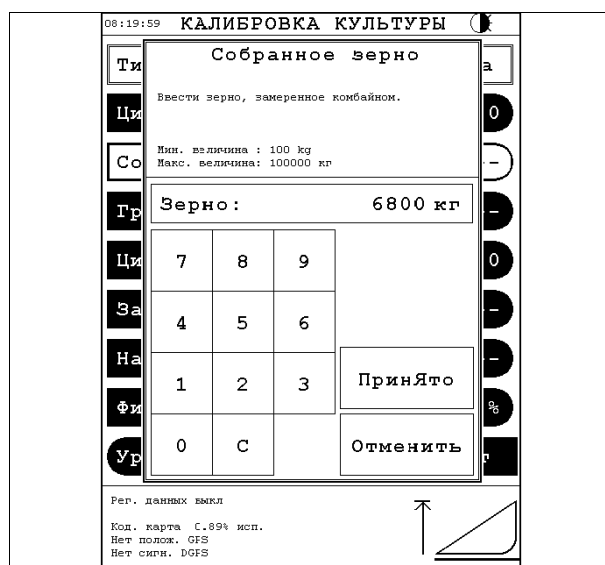 08:19:59 КАЛИБРОВКА КУЛЬТУРЫ
Собранное зерно
Ввести зерно, замеренное комбайном.
Мин. величина : 100 kg
Макс. величина: 100000 кг
Зерно: 6800 кг
7 8 9
4 5 6
1 2 3
ПринЯто
0 C
Отменить
Ти а
Ци 0
Со -)
Гр -
Ци 0
За -
На -
Фи %
Ур т
Рег. данных выкл
Код. карта 0.89% исп.
Нет полож. GPS
Нет сигн. DGPS